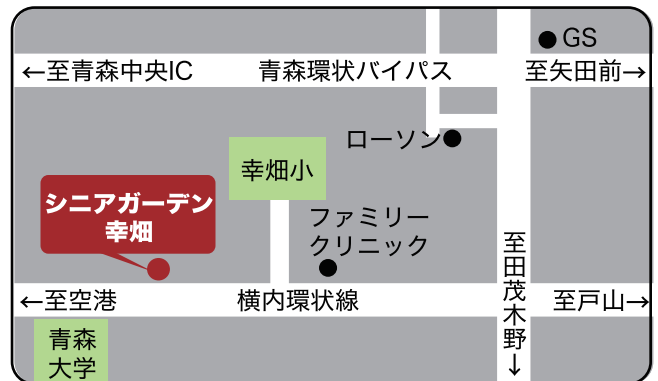 GS
←至青森中央IC
青森環状バイパス
至矢田前→
ローソン
幸畑小
シニアガーデン
幸畑
ファミリー
クリニック
至田茂木野↓
←至空港
横内環状線
至戸山→
青森
大学